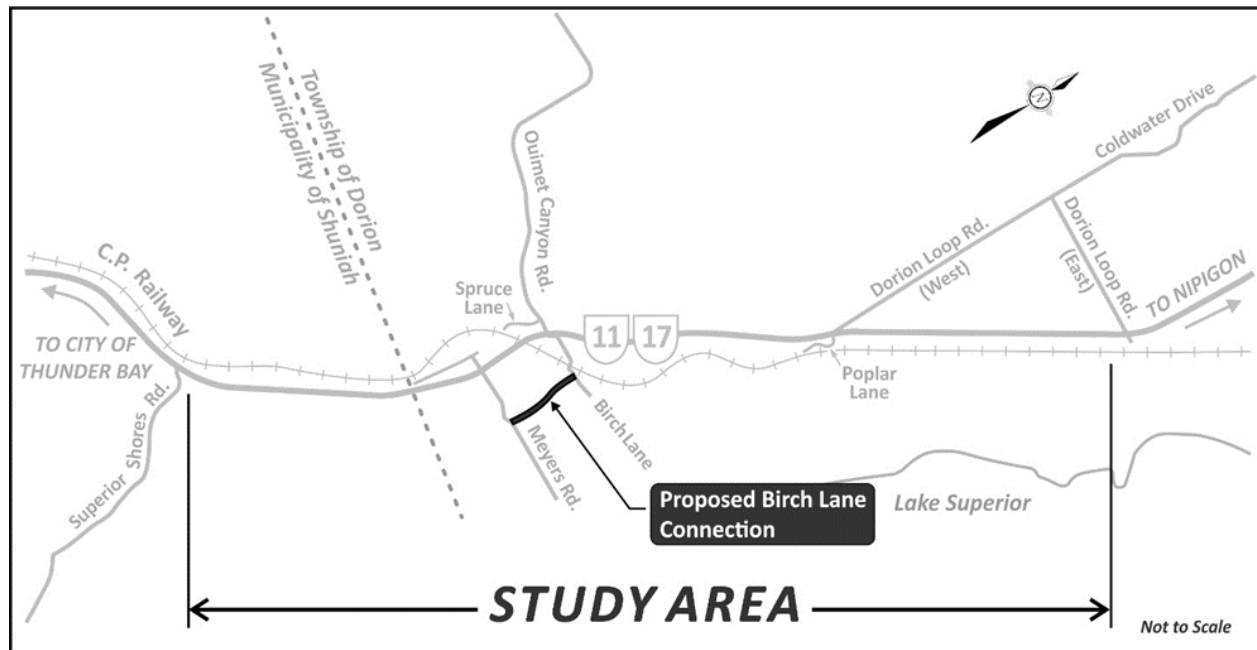 Township of Dorion
Municipality of Shuniah
Ouimet Canyon Rd.
N
Coldwater Drive
Dorion Loop Rd.
(West)
Dorion Loop Rd.
(East)
C.P. Railway
Spruce
Lane
11
17
TO NIPIGON
TO CITY OF
THUNDER BAY
Poplar
Lane
Superior Shores Rd.
Birch Lane
Meyers Rd.
Proposed Birch Lane
Connection
Lake Superior
STUDY AREA
Not to Scale